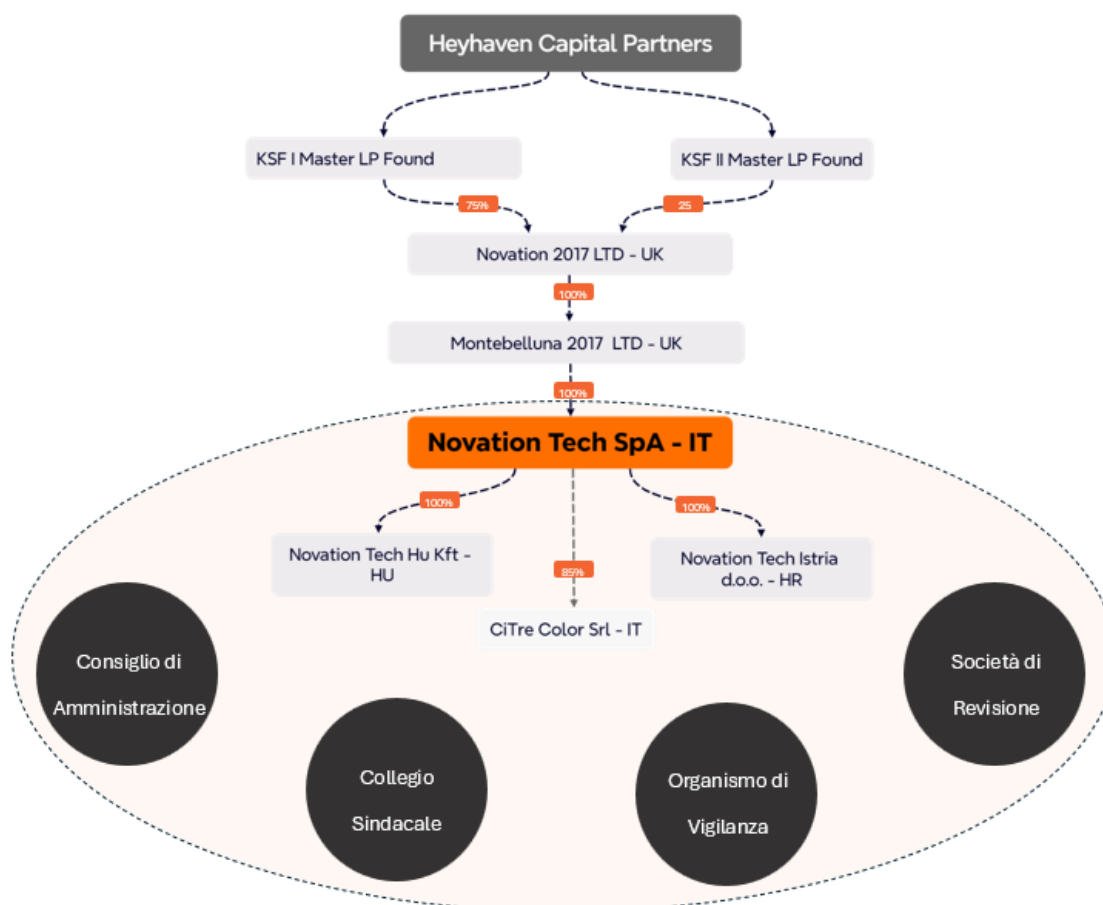 Heyhaven Capital Partners
KSF I Master LP Found
KSF II Master LP Found
75%
25
Novation 2017 LTD - UK
100%
Montebelluna 2017 LTD - UK
100%
Novation Tech SpA - IT
100%
100%
Novation Tech Hu Kft -
HU
Novation Tech Istria
d.o.o. - HR
85%
CiTre Color Srl - IT
Consiglio di
Amministrazione
Società di
Revisione
Collegio
Sindacale
Organismo di
Vigilanza